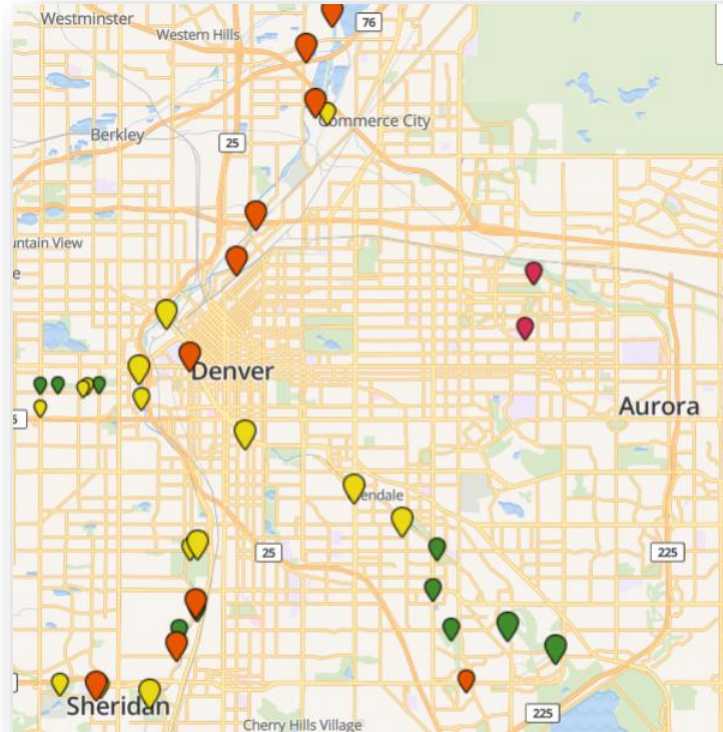 Westminster
76
Western Hills
Commerce City
Berkley
25
untain View
e
Denver
Aurora
5
endale
25
225
Sheridan
225
Cherry Hills Village